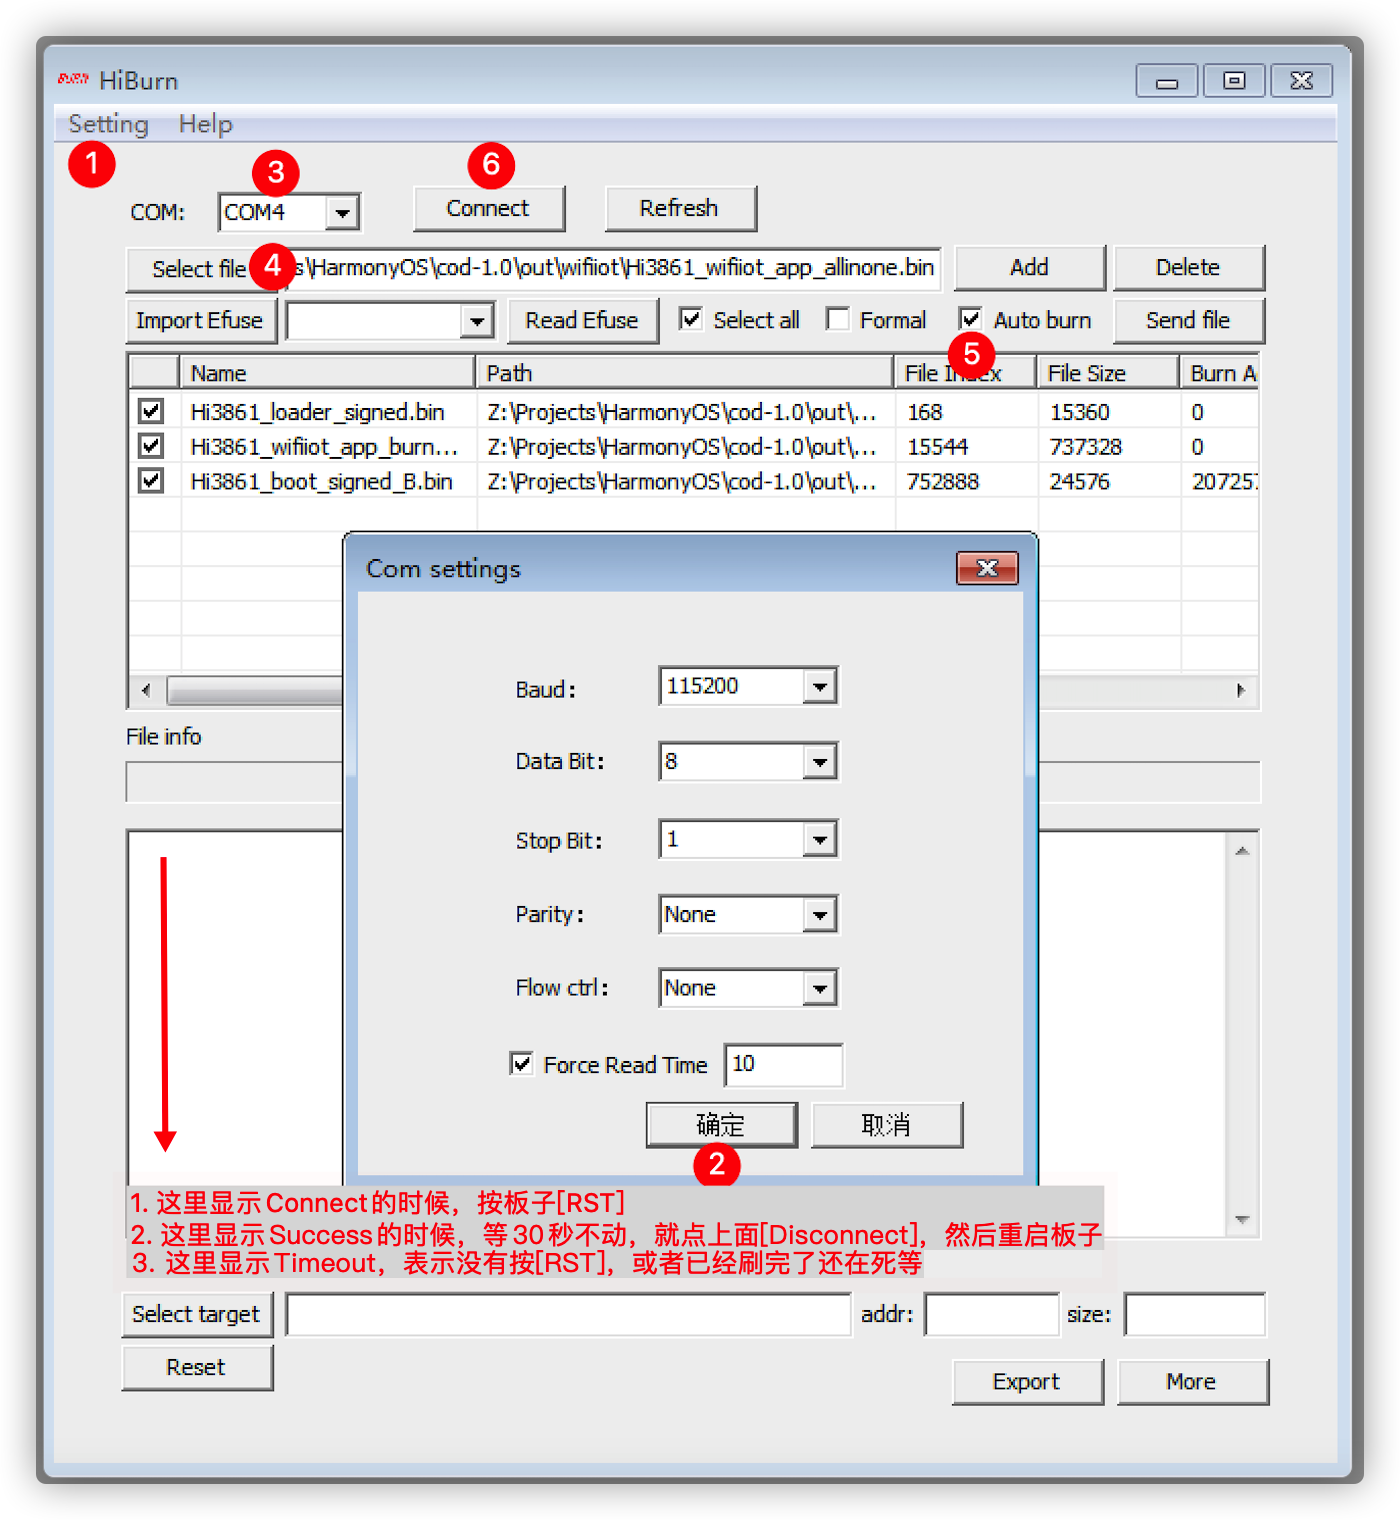 BURN HiBurn
Setting Help
1
3
6
COM: COM4 Connect Refresh
Select file 4 s\HarmonyOS\cod-1.0\out\wifiiot\Hi3861_wifiiot_app_allinone.bin Add Delete
Import Efuse Read Efuse Select all Formal Auto burn Send file
5
Name Path File Index File Size Burn A
Hi3861_loader_signed.bin Z:\Projects\HarmonyOS\cod-1.0\out\... 168 15360 0
Hi3861_wifiiot_app_burn... Z:\Projects\HarmonyOS\cod-1.0\out\... 15544 737328 0
Hi3861_boot_signed_B.bin Z:\Projects\HarmonyOS\cod-1.0\out\... 752888 24576 20725
Com settings
Baud: 115200
File info
Data Bit: 8
Stop Bit: 1
Parity: None
Flow ctrl: None
Force Read Time 10
确定 取消
2
1. 这里显示Connect的时候，按板子[RST]
2. 这里显示Success的时候，等30秒不动，就点上面[Disconnect]，然后重启板子
3. 这里显示Timeout，表示没有按[RST]，或者已经刷完了还在死等
Select target addr: size:
Reset
Export More